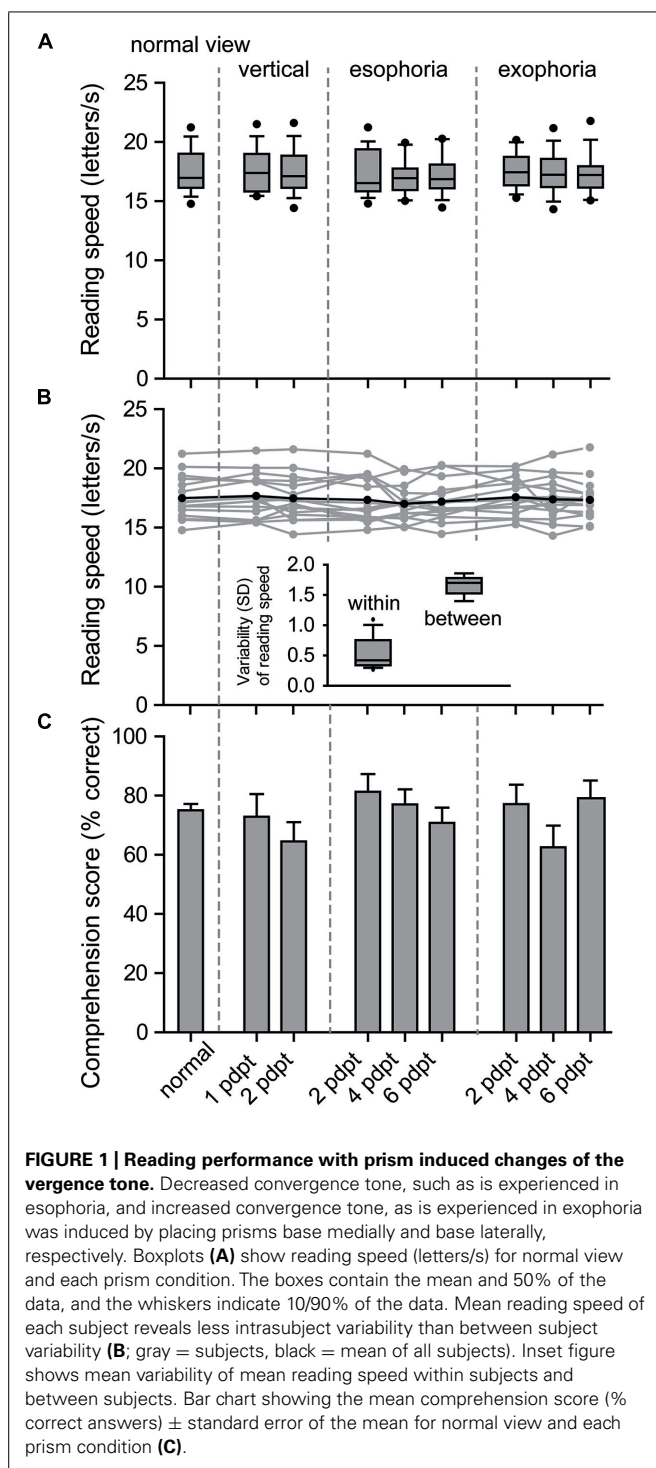 A
normal view
vertical esophoria exophoria
25
20
15
10
5
0
Reading speed (letters/s)
B
25
20
15
10
5
0
Reading speed (letters/s)
2.0
1.5
1.0
0.5
0.0
Variability (SD)
of reading speed
within
between
C
100
80
60
40
20
0
Comprehension score (% correct)
normal
1 pdpt
2 pdpt
2 pdpt
4 pdpt
6 pdpt
2 pdpt
4 pdpt
6 pdpt
FIGURE 1 | Reading performance with prism induced changes of the
vergence tone. Decreased convergence tone, such as is experienced in
esophoria, and increased convergence tone, as is experienced in exophoria
was induced by placing prisms base medially and base laterally,
respectively. Boxplots (A) show reading speed (letters/s) for normal view
and each prism condition. The boxes contain the mean and 50% of the
data, and the whiskers indicate 10/90% of the data. Mean reading speed of
each subject reveals less intrasubject variability than between subject
variability (B; gray = subjects, black = mean of all subjects). Inset figure
shows mean variability of mean reading speed within subjects and
between subjects. Bar chart showing the mean comprehension score (%
correct answers) ± standard error of the mean for normal view and each
prism condition (C).